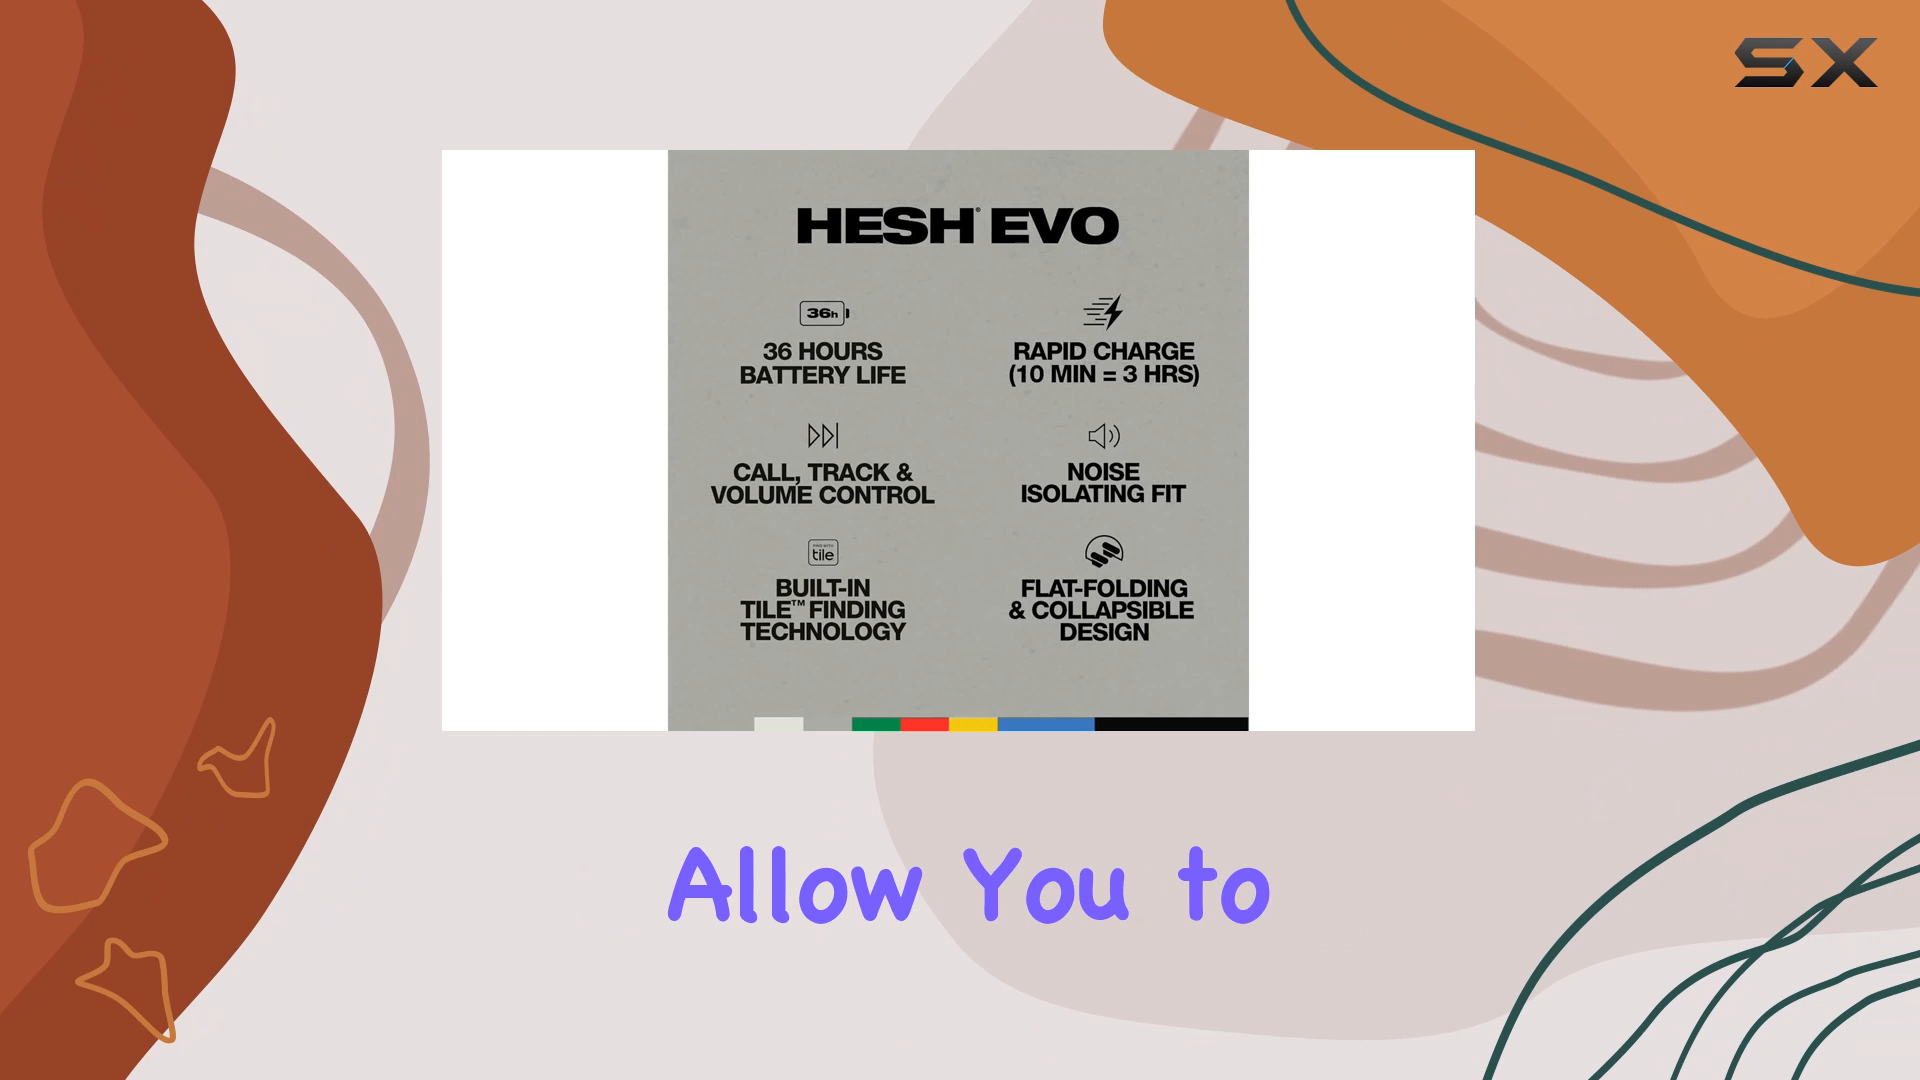 SX
HESH® EVO
36h
36 HOURS
BATTERY LIFE
RAPID CHARGE
(10 MIN = 3 HRS)
CALL, TRACK &
VOLUME CONTROL
NOISE
ISOLATING FIT
tile
BUILT-IN
TILE™ FINDING
TECHNOLOGY
FLAT-FOLDING
& COLLAPSIBLE
DESIGN
Allow You to